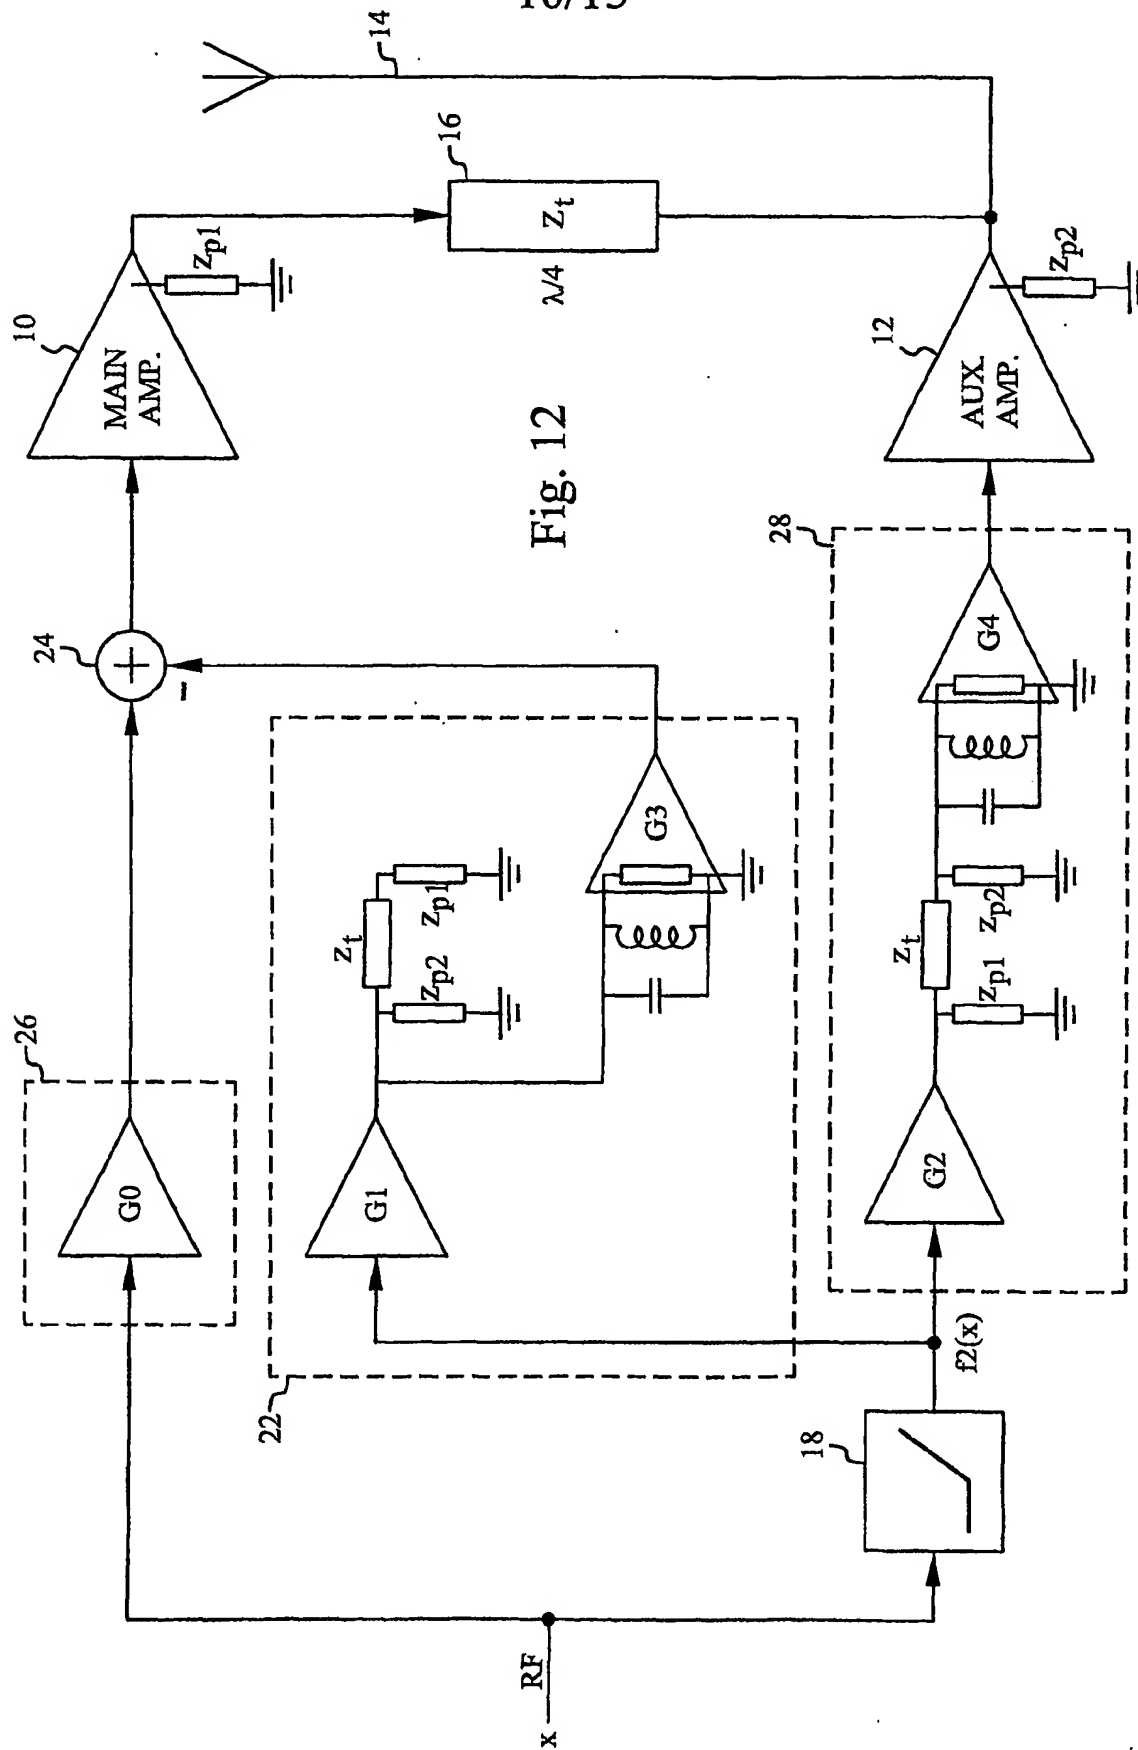 10/15
14
10
MAIN
AMP.
zp1
16
zt
λ/4
12
AUX.
AMP.
zp2
Fig. 12
24
+
-
26
G0
22
G1
zt
zp2
zp1
G3
28
G2
zt
zp1
zp2
G4
18
f2(x)
RF
x